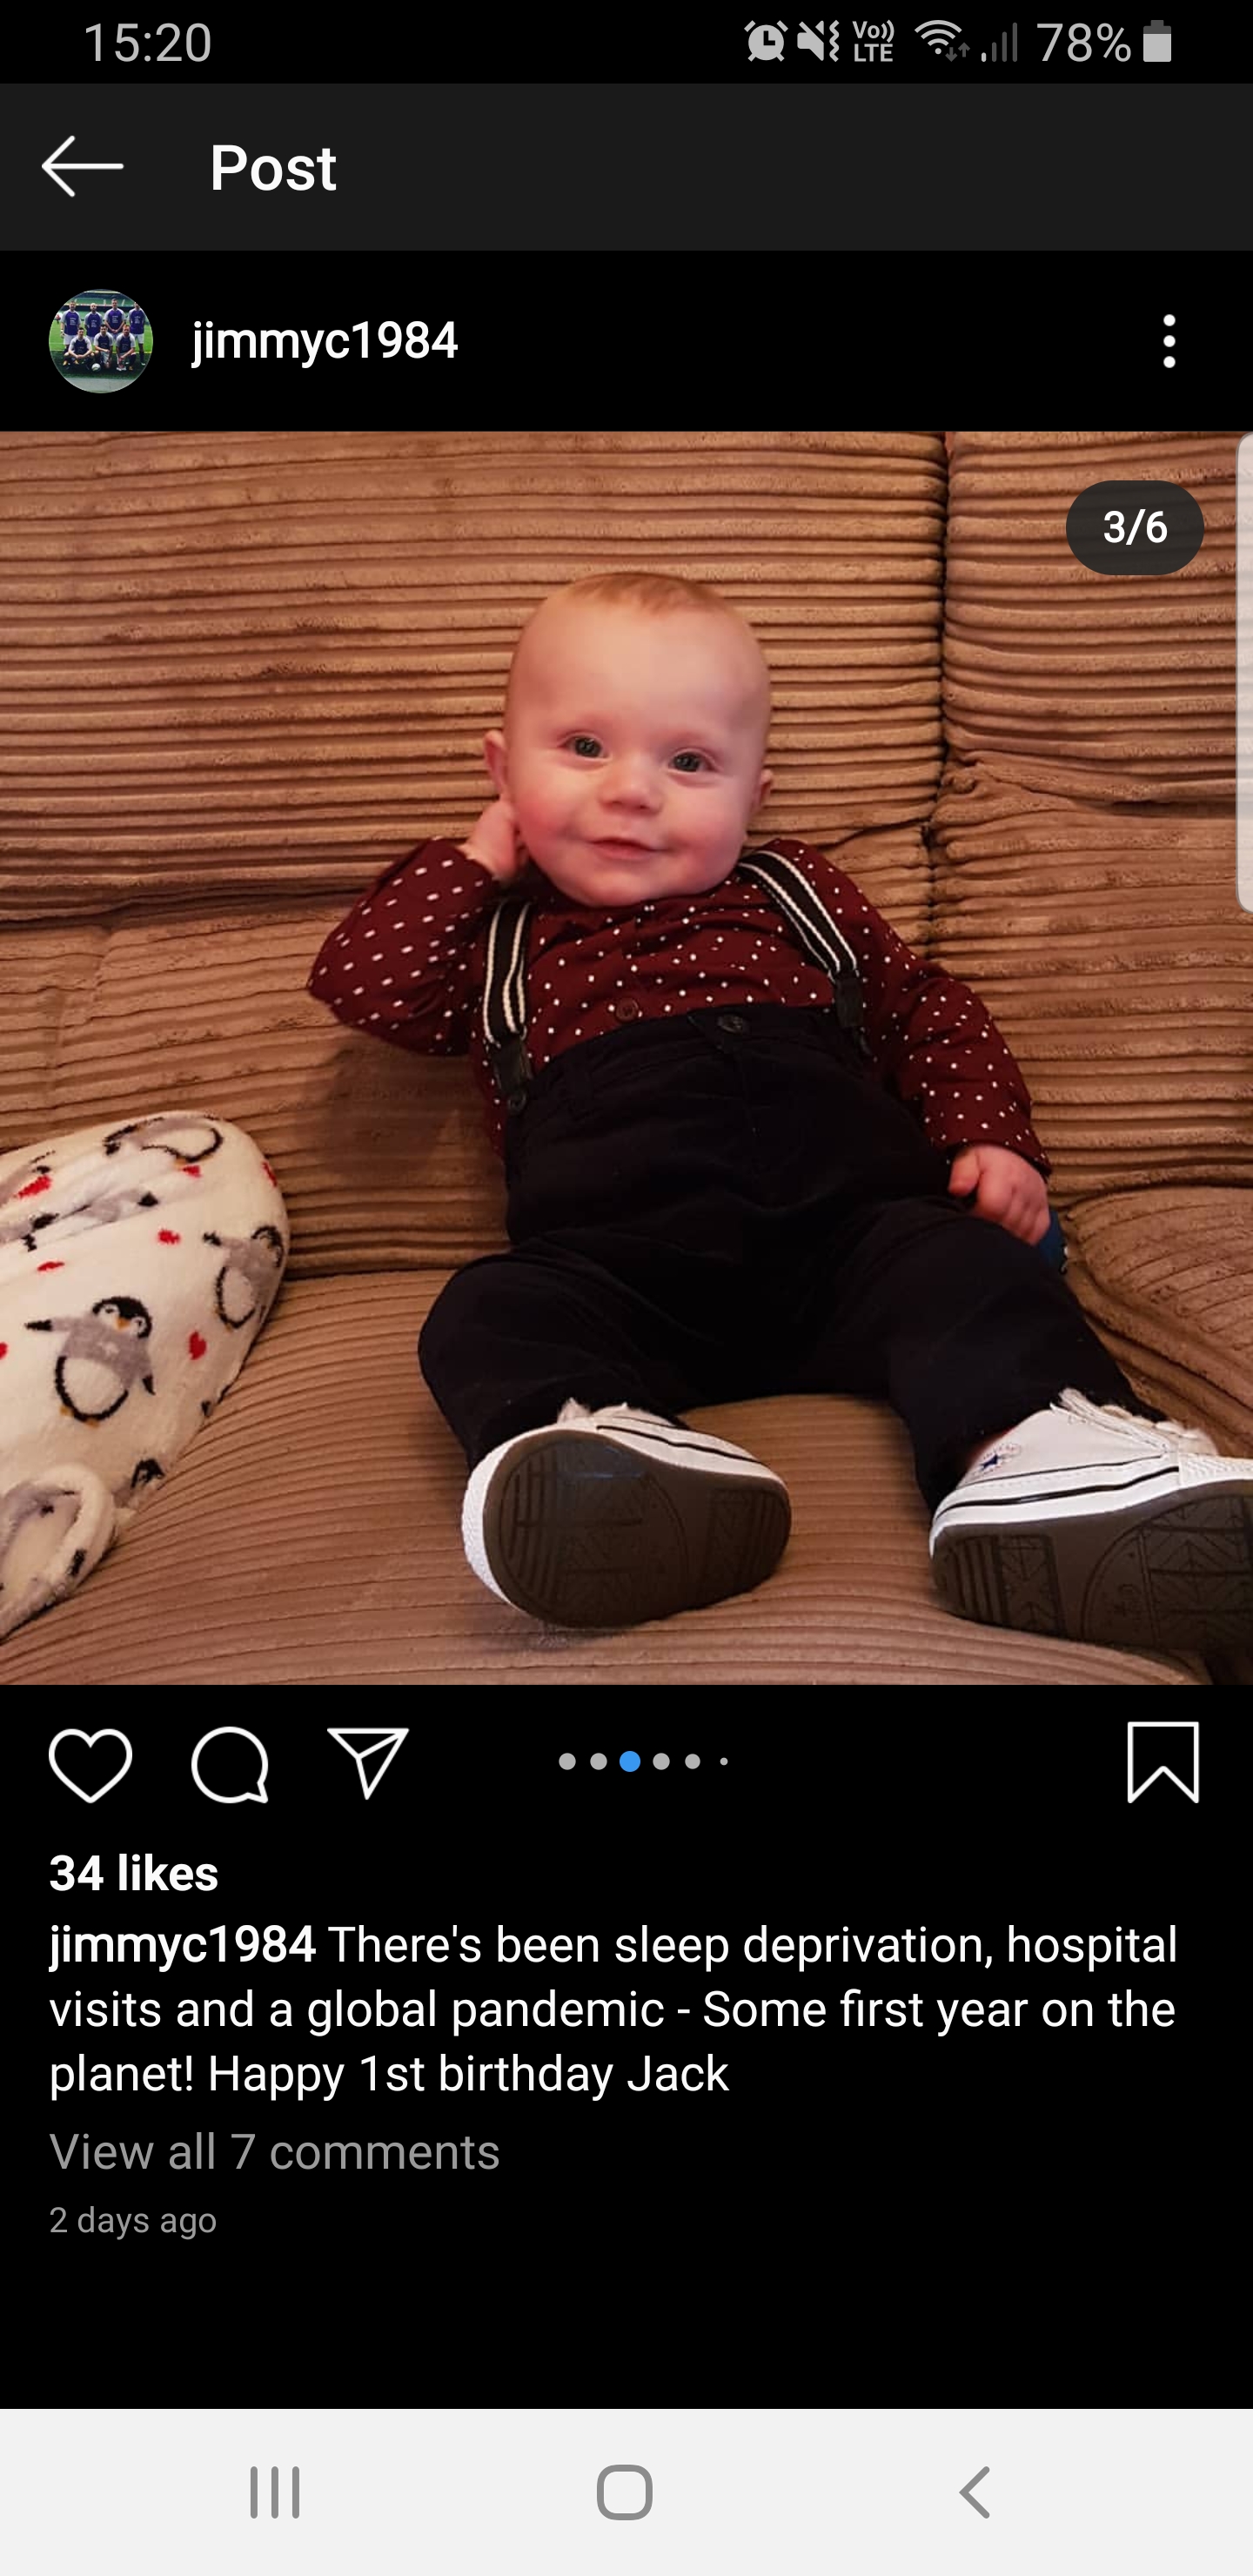 15:20 Vo)) LTE 78%
Post
jimmyc1984
3/6
34 likes
jimmyc1984 There's been sleep deprivation, hospital
visits and a global pandemic - Some first year on the
planet! Happy 1st birthday Jack
View all 7 comments
2 days ago